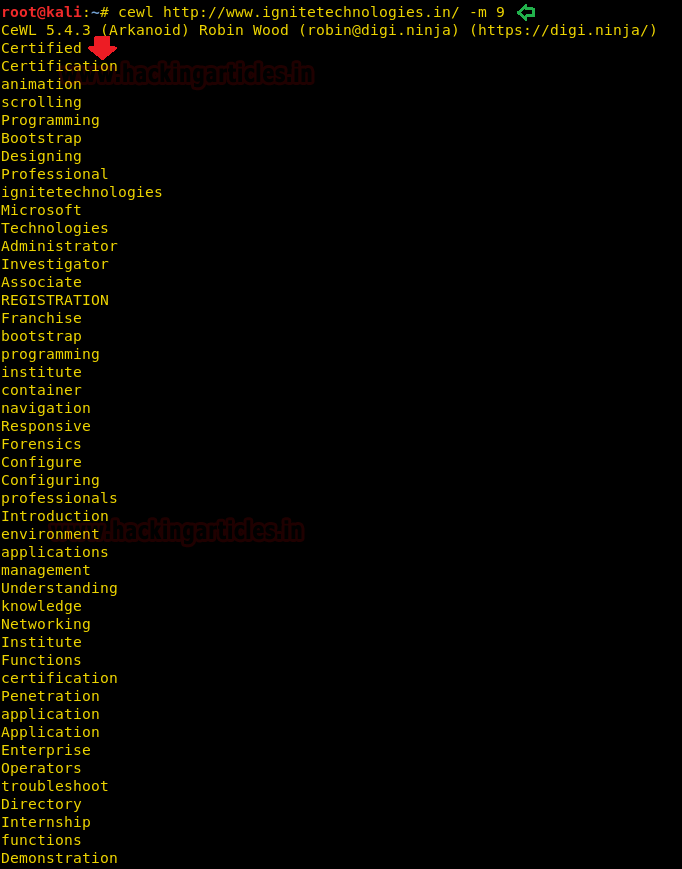 root@kali:~# cewl http://www.ignitetechnologies.in/ -m 9
CeWL 5.4.3 (Arkanoid) Robin Wood (robin@digi.ninja) (https://digi.ninja/)
Certified
Certification
www.hackingarticles.in
animation
scrolling
Programming
Bootstrap
Designing
Professional
ignitetechnologies
Microsoft
Technologies
Administrator
Investigator
Associate
REGISTRATION
Franchise
bootstrap
programming
institute
container
navigation
Responsive
Forensics
Configure
Configuring
professionals
Introduction
environment
www.hackingarticles.in
applications
management
Understanding
knowledge
Networking
Institute
Functions
certification
Penetration
application
Application
Enterprise
Operators
troubleshoot
Directory
Internship
functions
Demonstration